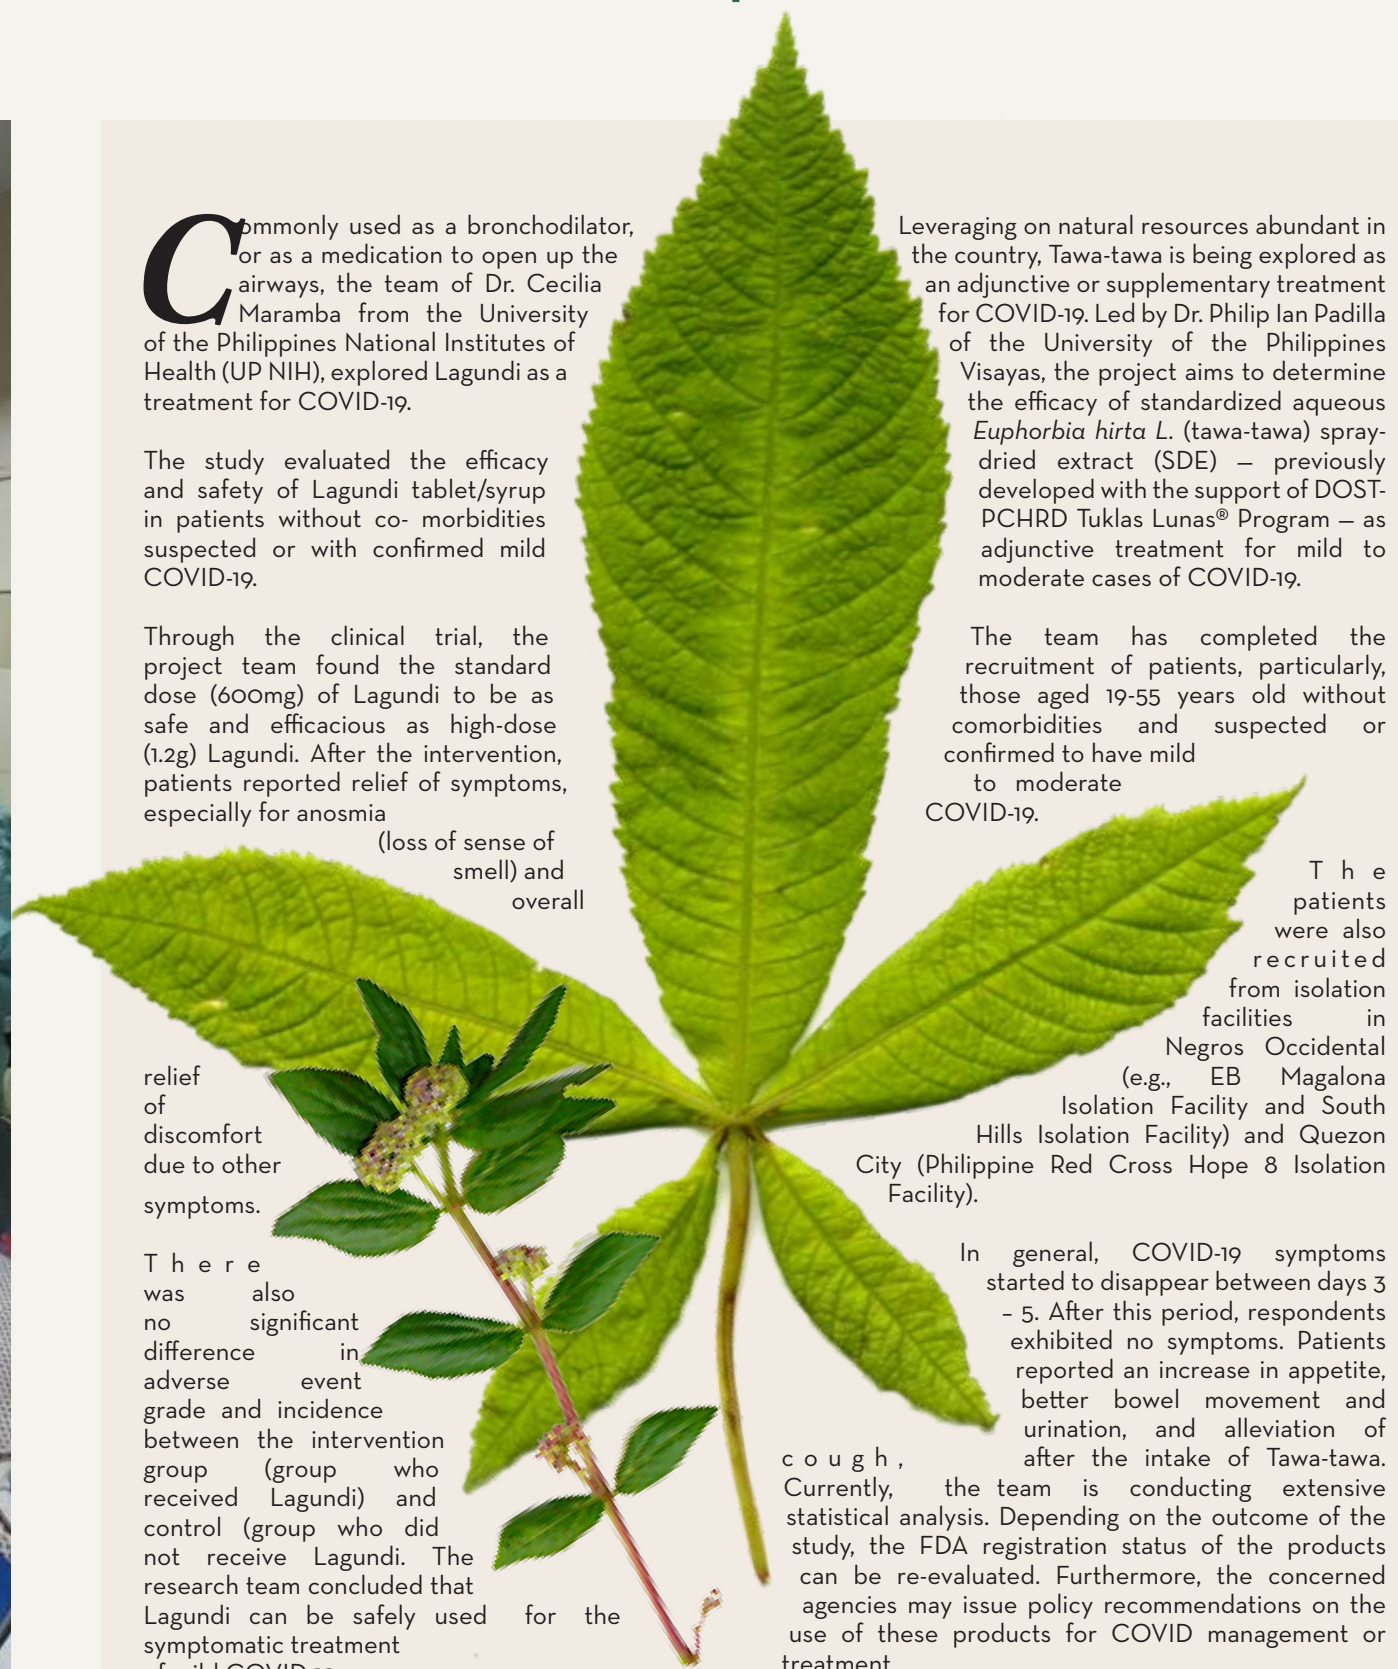 Commonly used as a bronchodilator,
or as a medication to open up the
airways, the team of Dr. Cecilia
Maramba from the University
of the Philippines National Institutes of
Health (UP NIH), explored Lagundi as a
treatment for COVID-19.
The study evaluated the efficacy
and safety of Lagundi tablet/syrup
in patients without co- morbidities
suspected or with confirmed mild
COVID-19.
Through the clinical trial, the
project team found the standard
dose (600mg) of Lagundi to be as
safe and efficacious as high-dose
(1.2g) Lagundi. After the intervention,
patients reported relief of symptoms,
especially for anosmia
(loss of sense of
smell) and
overall
relief
of
discomfort
due to other
symptoms.
There
was also
no significant
difference in
adverse event
grade and incidence
between the intervention
group (group who
received Lagundi) and
control (group who did
not receive Lagundi. The
research team concluded that
Lagundi can be safely used for the
symptomatic treatment
of mild COVID-19.
Leveraging on natural resources abundant in
the country, Tawa-tawa is being explored as
an adjunctive or supplementary treatment
for COVID-19. Led by Dr. Philip Ian Padilla
of the University of the Philippines
Visayas, the project aims to determine
the efficacy of standardized aqueous
Euphorbia hirta L. (tawa-tawa) spray-
dried extract (SDE) — previously
developed with the support of DOST-
PCHRD Tuklas Lunas® Program — as
adjunctive treatment for mild to
moderate cases of COVID-19.
The team has completed the
recruitment of patients, particularly,
those aged 19-55 years old without
comorbidities and suspected or
confirmed to have mild
to moderate
COVID-19.
The
patients
were also
recruited
from isolation
facilities in
Negros Occidental
(e.g., EB Magalona
Isolation Facility and South
Hills Isolation Facility) and Quezon
City (Philippine Red Cross Hope 8 Isolation
Facility).
In general, COVID-19 symptoms
started to disappear between days 3
– 5. After this period, respondents
exhibited no symptoms. Patients
reported an increase in appetite,
better bowel movement and
urination, and alleviation of
cough, after the intake of Tawa-tawa.
Currently, the team is conducting extensive
statistical analysis. Depending on the outcome of the
study, the FDA registration status of the products
can be re-evaluated. Furthermore, the concerned
agencies may issue policy recommendations on the
use of these products for COVID management or
treatment